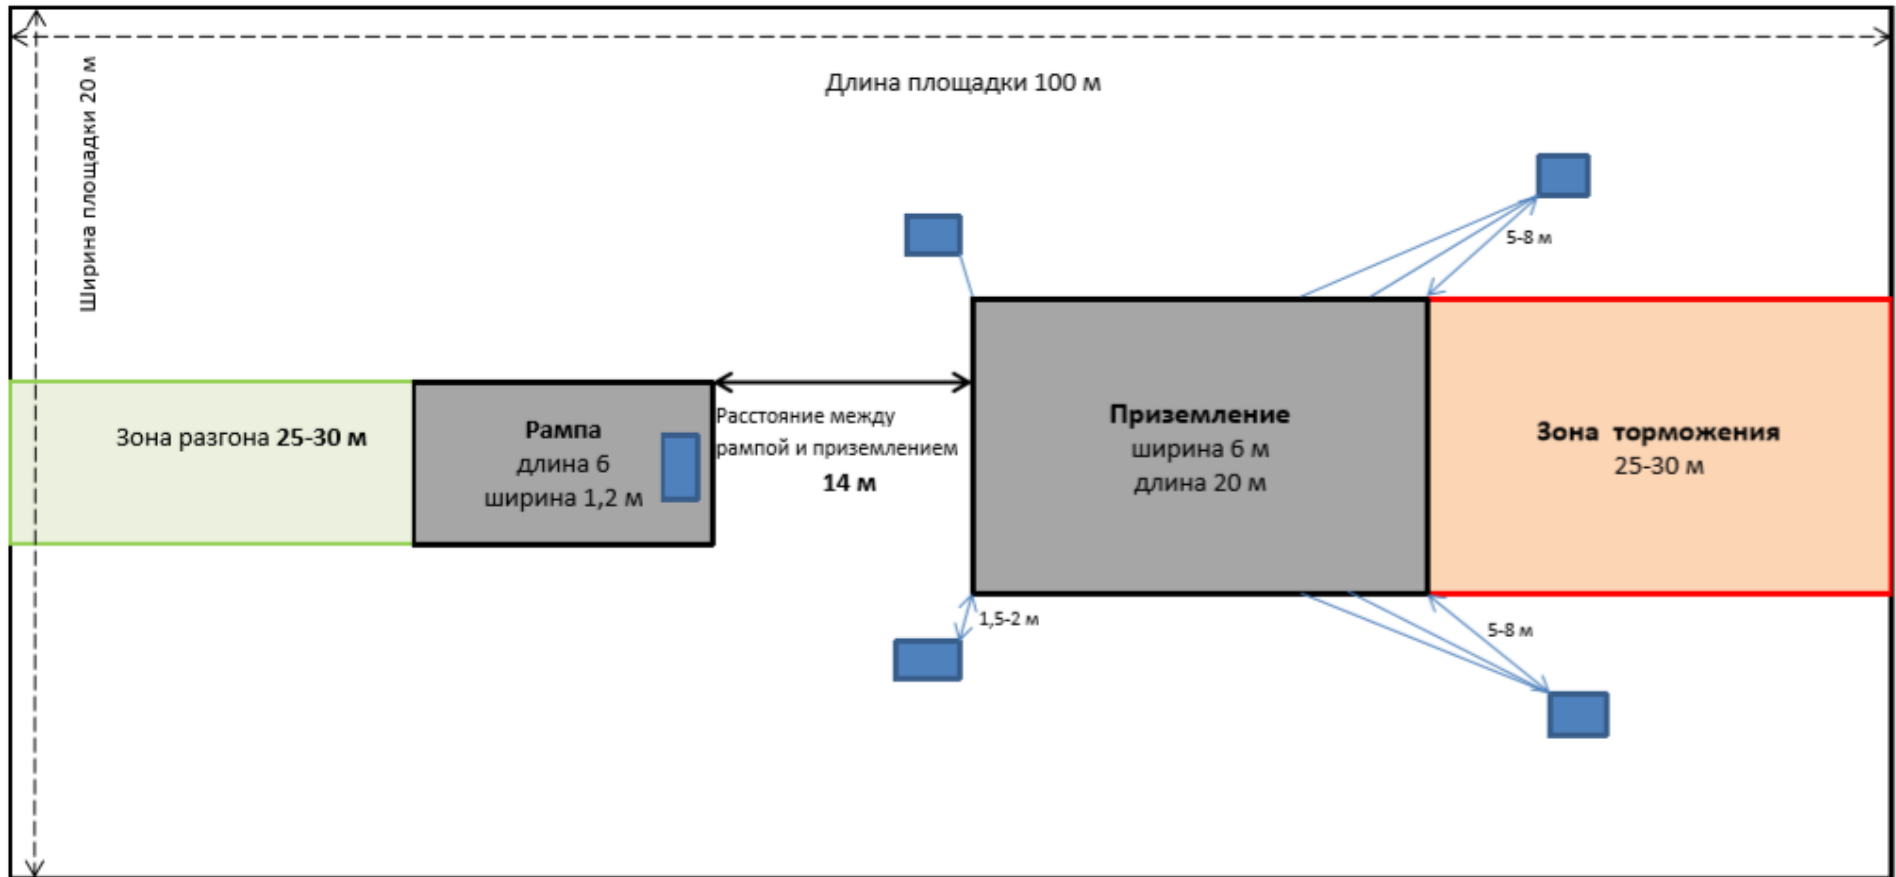 Длина площадки 100 м
Ширина площадки 20 м
5-8 м
Зона разгона 25-30 м
Рампа
длина 6
ширина 1,2 м
Расстояние между
рампой и приземлением
14 м
Приземление
ширина 6 м
длина 20 м
Зона торможения
25-30 м
1,5-2 м
5-8 м